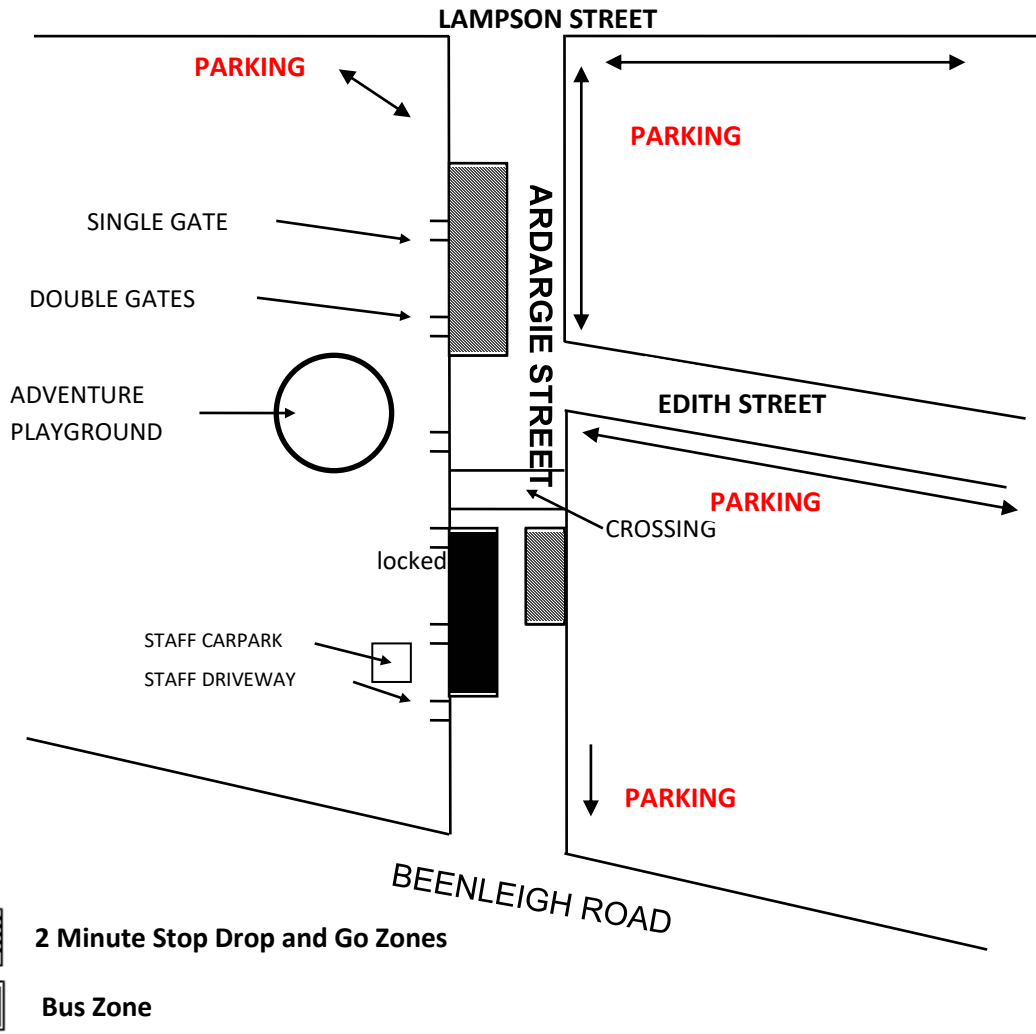 LAMPSON STREET
PARKING
PARKING
SINGLE GATE
ARDARGIE STREET
DOUBLE GATES
ADVENTURE
PLAYGROUND
EDITH STREET
PARKING
CROSSING
locked
STAFF CARPARK
STAFF DRIVEWAY
PARKING
BEENLEIGH ROAD
2 Minute Stop Drop and Go Zones
Bus Zone